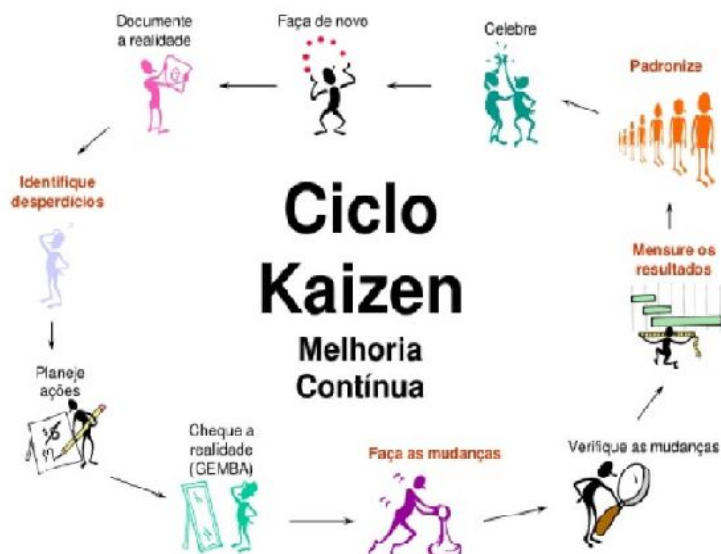 Documente
a realidade
Faça de novo
Celebre
Padronize
Identifique
desperdícios
Ciclo
Kaizen
Melhoria
Contínua
Mensure os
resultados
Planeje
ações
Cheque a
realidade
(GEMBA)
Faça as mudanças
Verifique as mudanças